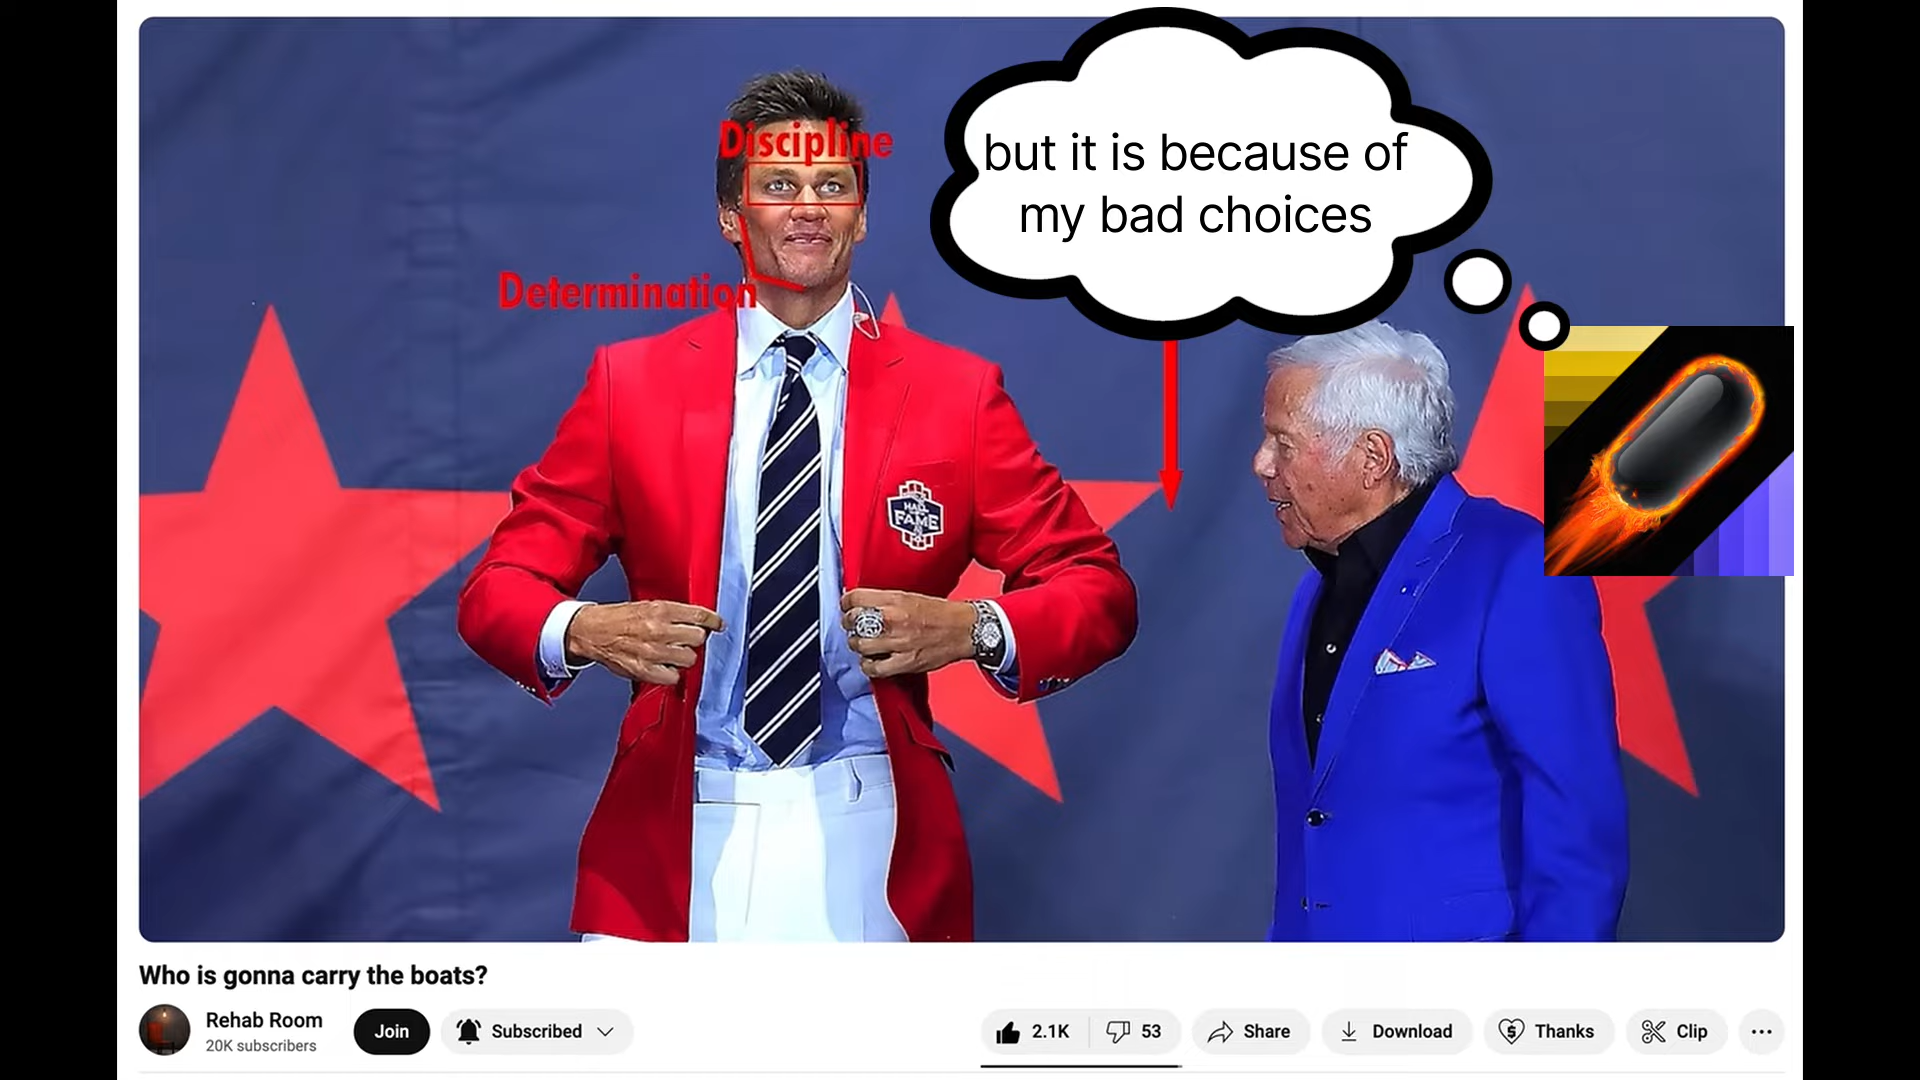 Discipline
but it is because of
my bad choices
Determination
HALL
FAME
Who is gonna carry the boats?
Rehab Room
20K subscribers
Join
Subscribed
2.1K
53
Share
Download
Thanks
Clip